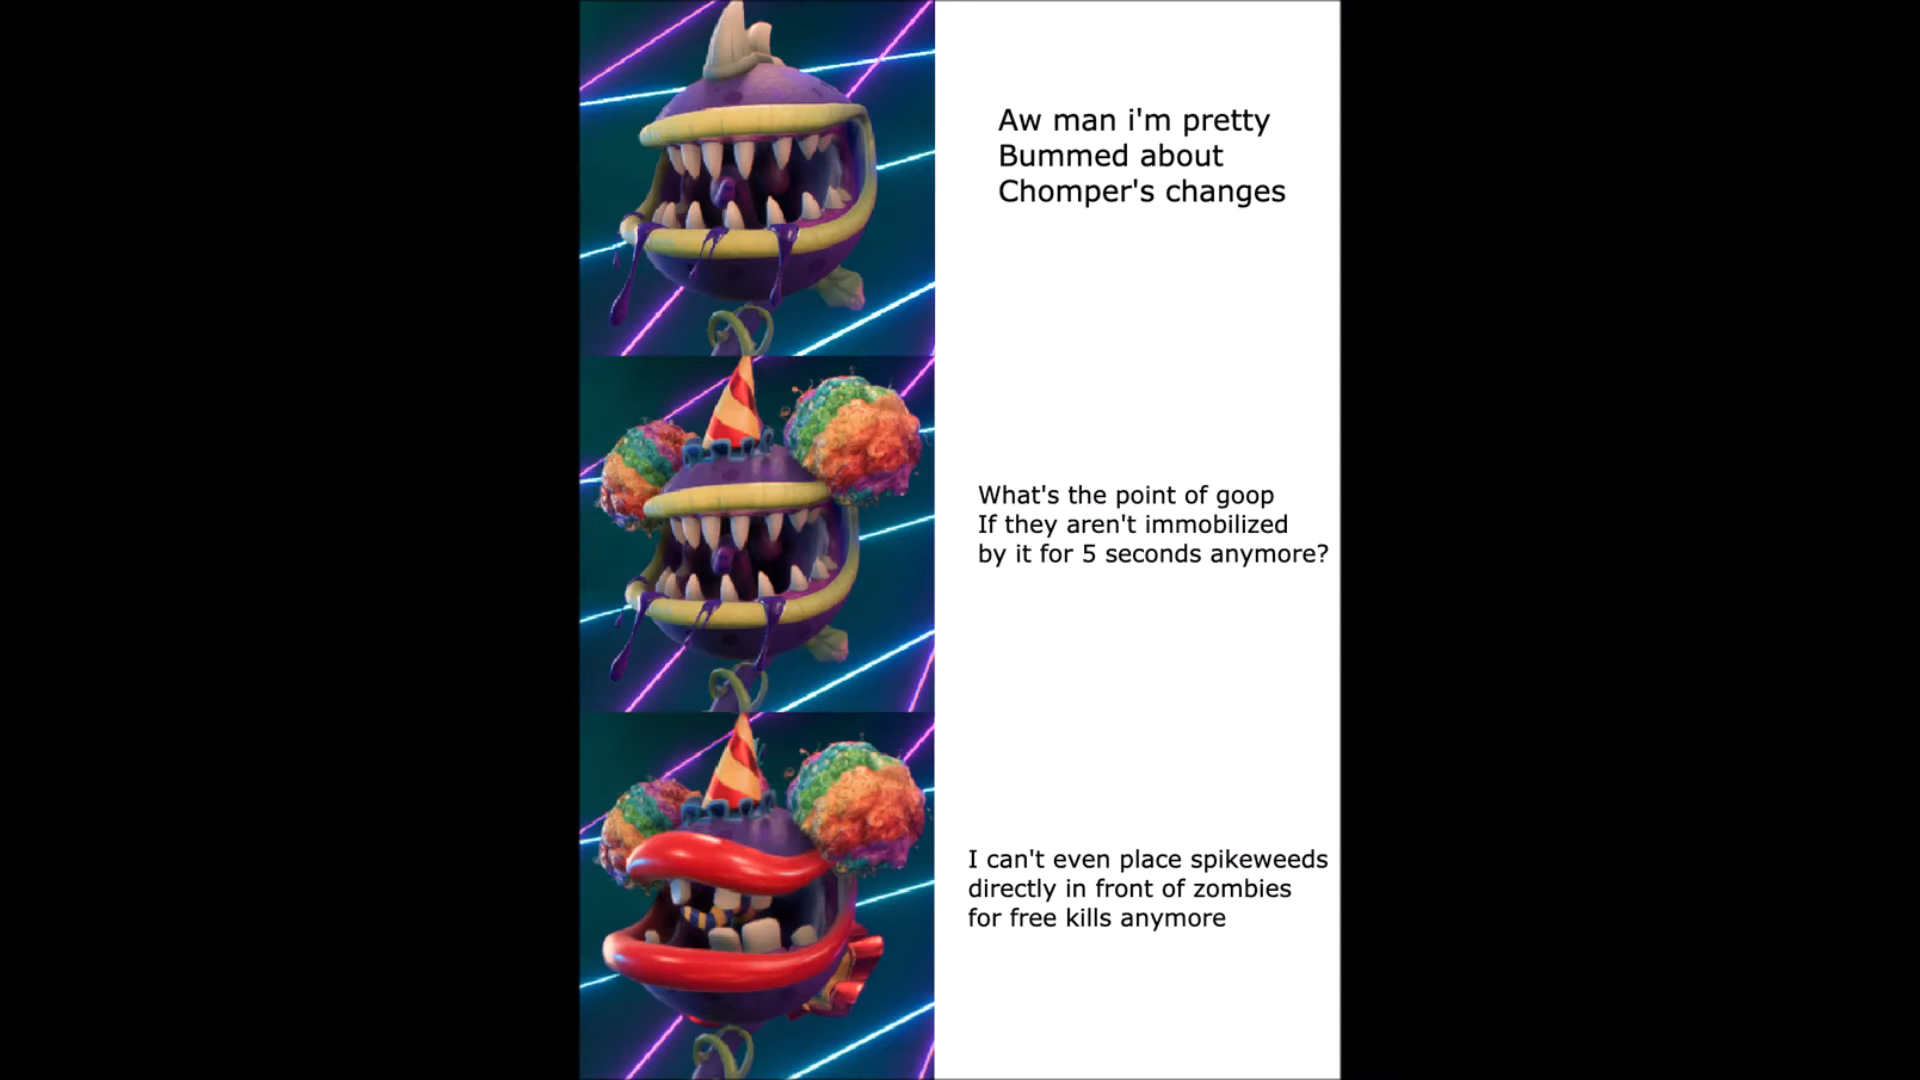 Aw man i'm pretty
Bummed about
Chomper's changes
What's the point of goop
If they aren't immobilized
by it for 5 seconds anymore?
I can't even place spikeweeds
directly in front of zombies
for free kills anymore